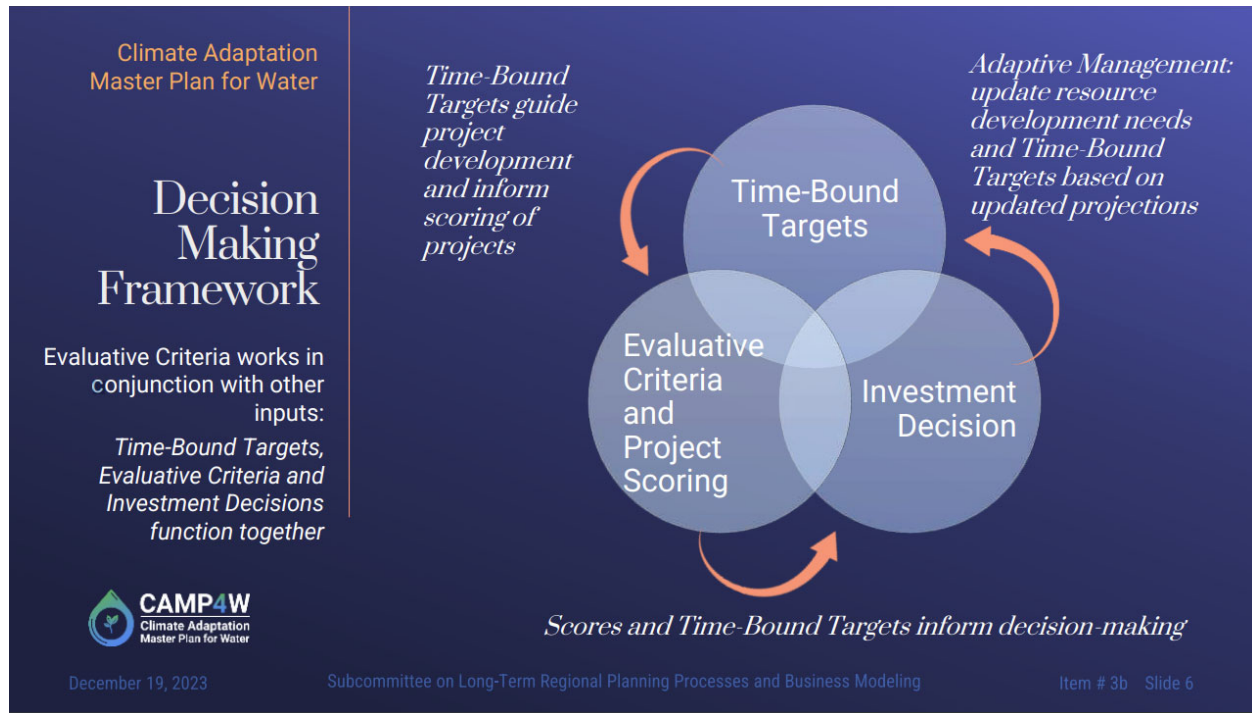 Climate Adaptation
Master Plan for Water
Decision
Making
Framework
Evaluative Criteria works in
conjunction with other
inputs:
Time-Bound Targets,
Evaluative Criteria and
Investment Decisions
function together
CAMP4W
Climate Adaptation
Master Plan for Water
Time-Bound
Targets guide
project
development
and inform
scoring of
projects
Adaptive Management:
update resource
development needs
and Time-Bound
Targets based on
updated projections
Time-Bound
Targets
Evaluative
Criteria
and
Project
Scoring
Investment
Decision
Scores and Time-Bound Targets inform decision-making
December 19, 2023
Subcommittee on Long-Term Regional Planning Processes and Business Modeling
Item # 3b Slide 6